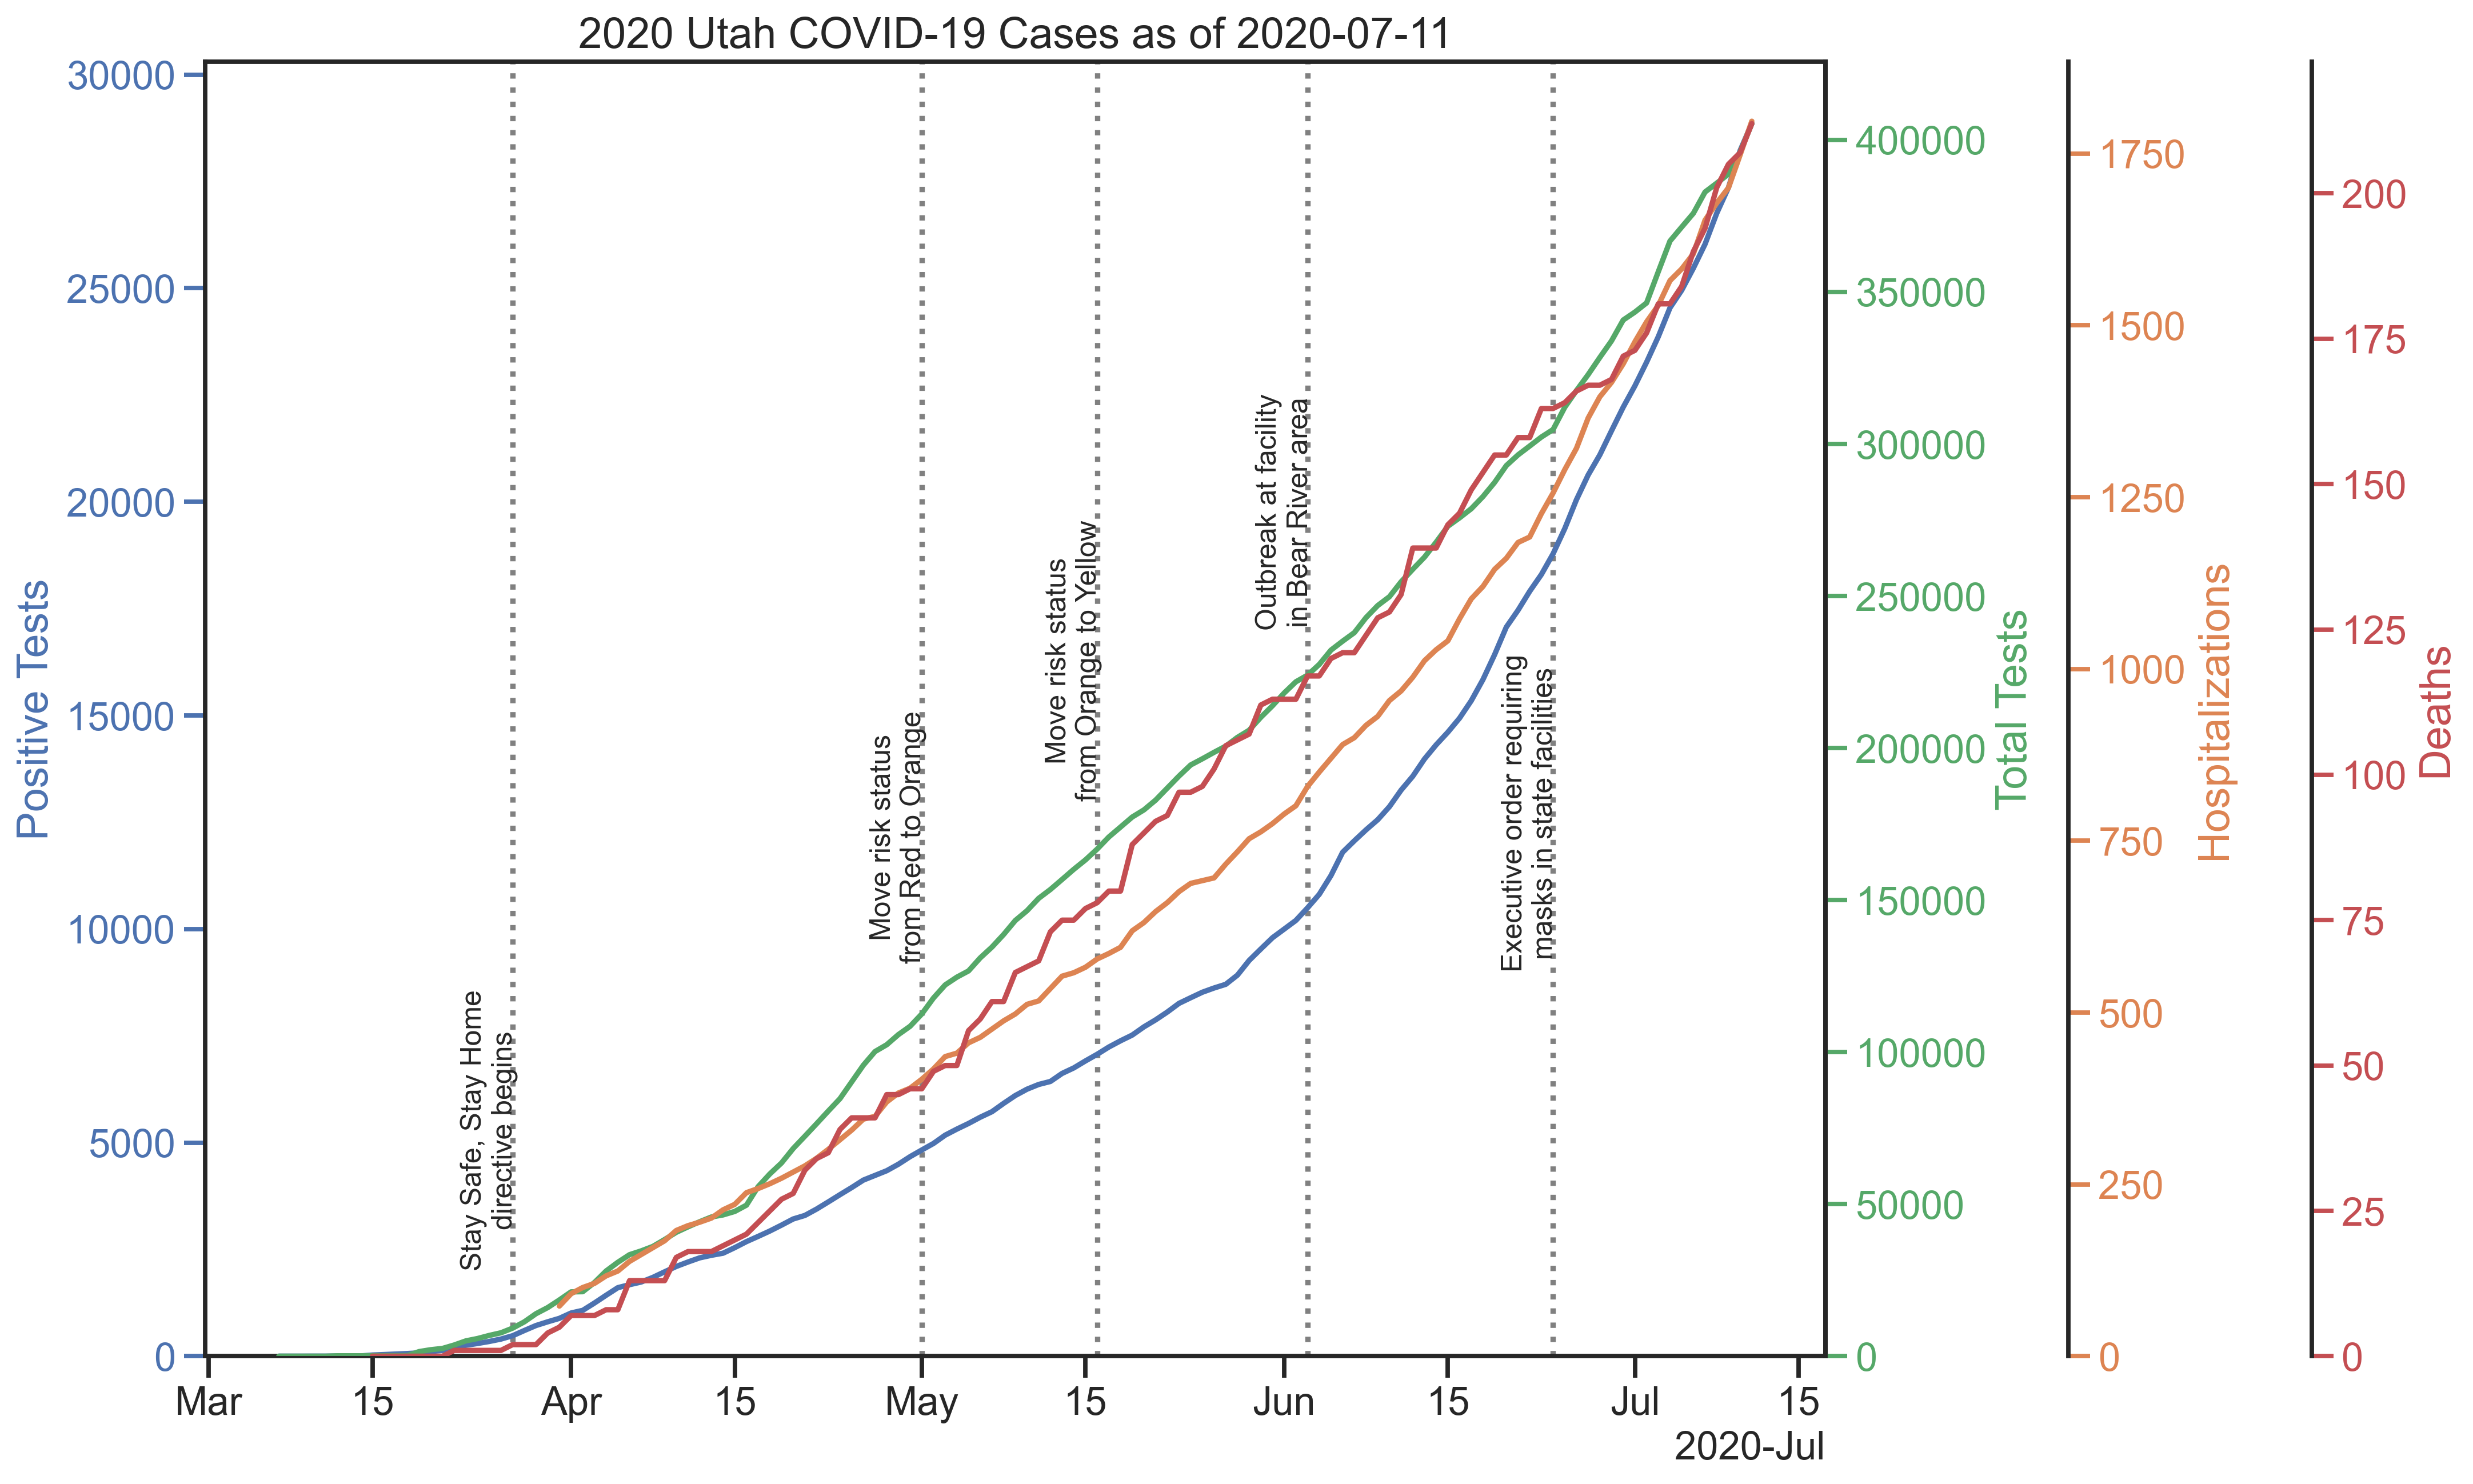 2020 Utah COVID-19 Cases as of 2020-07-11
Positive Tests
30000
25000
20000
15000
10000
5000
0
Stay Safe, Stay Home
directive begins
Move risk status
from Red to Orange
Move risk status
from Orange to Yellow
Outbreak at facility
in Bear River area
Executive order requiring
masks in state facilities
400000
350000
300000
250000
200000
150000
100000
50000
0
Total Tests
1750
1500
1250
1000
750
500
250
0
Hospitalizations
200
175
150
125
100
75
50
25
0
Deaths
Mar 15 Apr 15 May 15 Jun 15 Jul 15
2020-Jul